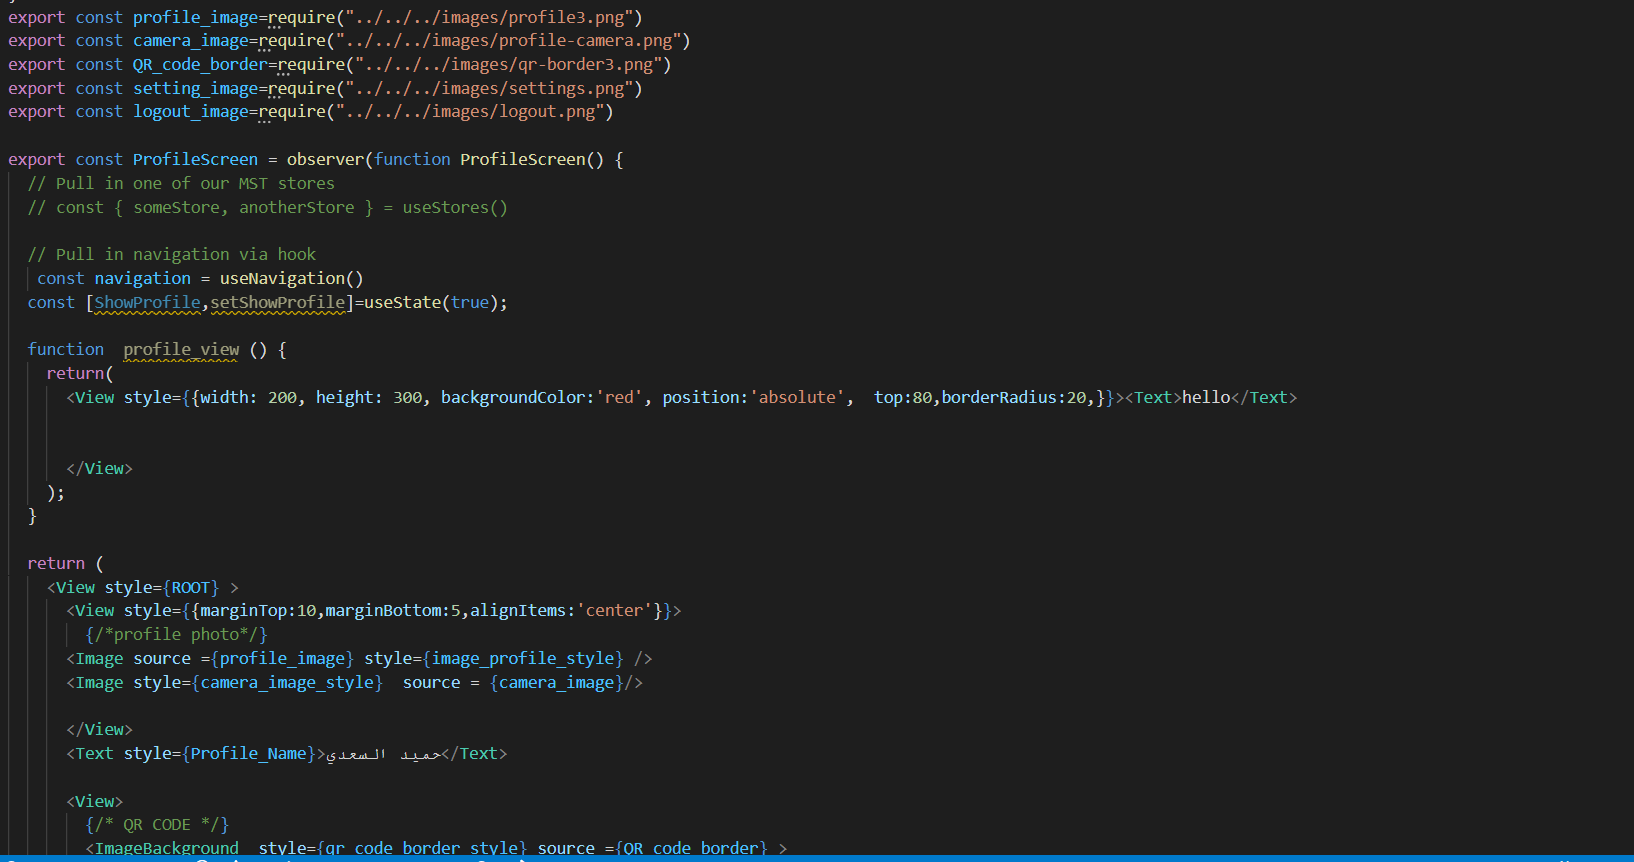 export const profile_image=require("../../../images/profile3.png")
export const camera_image=require("../../../images/profile-camera.png")
export const QR_code_border=require("../../../images/qr-border3.png")
export const setting_image=require("../../../images/settings.png")
export const logout_image=require("../../../images/logout.png")
export const ProfileScreen = observer(function ProfileScreen() {
// Pull in one of our MST stores
// const { someStore, anotherStore } = useStores()
// Pull in navigation via hook
const navigation = useNavigation()
const [ShowProfile,setShowProfile]=useState(true);
function  profile_view () {
return(
<View style={{width: 200, height: 300, backgroundColor:'red', position:'absolute',  top:80,borderRadius:20,}}><Text>hello</Text>
</View>
);
}
return (
<View style={ROOT} >
<View style={{marginTop:10,marginBottom:5,alignItems:'center'}}>
{/*profile photo*/}
<Image source ={profile_image} style={image_profile_style} />
<Image style={camera_image_style}  source = {camera_image}/>
</View>
<Text style={Profile_Name}>حميد السعدي</Text>
<View>
{/* QR CODE */}
<ImageBackground  style={qr_code_border_style} source ={QR_code_border} >